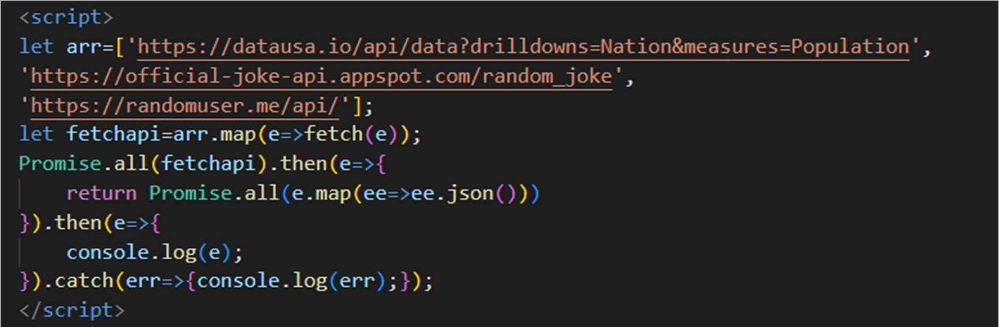 <script>
let arr=['https://datausa.io/api/data?drilldowns=Nation&measures=Population',
'https://official-joke-api.appspot.com/random_joke',
'https://randomuser.me/api/'];
let fetchapi=arr.map(e=>fetch(e));
Promise.all(fetchapi).then(e=>{
    return Promise.all(e.map(ee=>ee.json()))
}).then(e=>{
    console.log(e);
}).catch(err=>{console.log(err);});
</script>